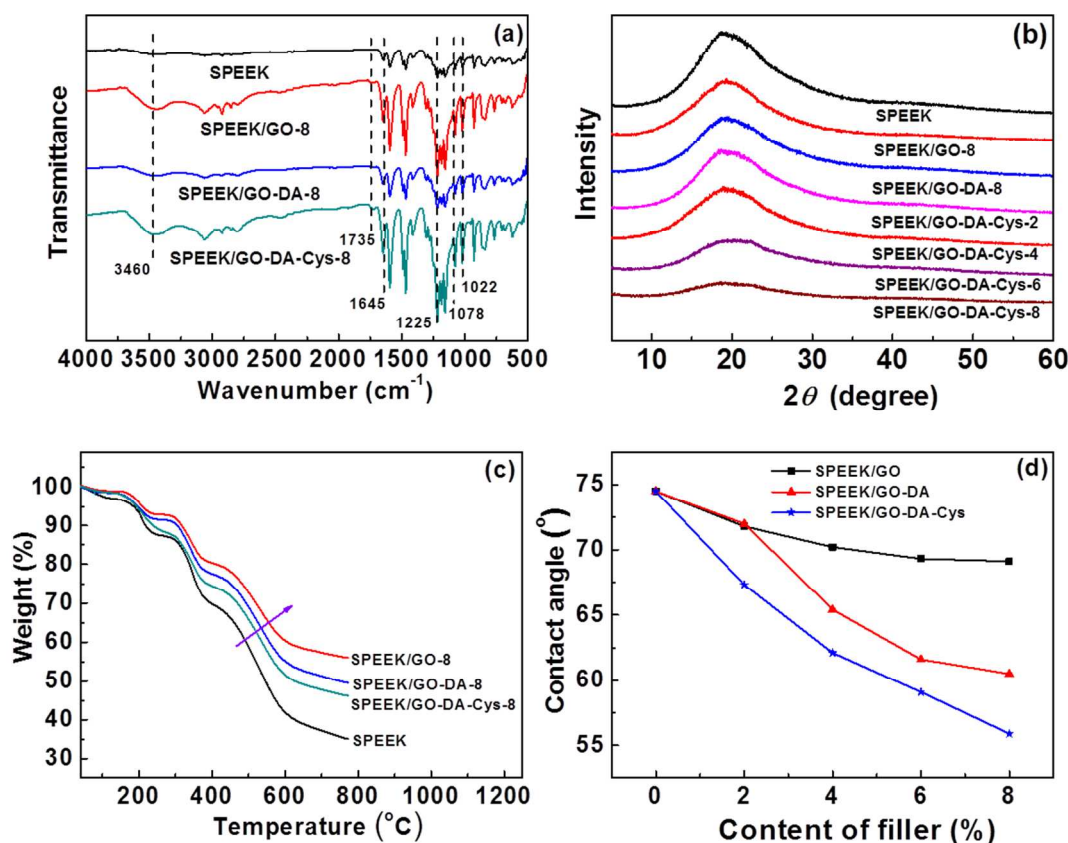 (a)
SPEEK
SPEEK/GO-8
SPEEK/GO-DA-8
SPEEK/GO-DA-Cys-8
3460
1735
1645
1225
1078
1022
Transmittance
4000 3500 3000 2500 2000 1500 1000 500
Wavenumber (cm⁻¹)
(b)
SPEEK
SPEEK/GO-8
SPEEK/GO-DA-8
SPEEK/GO-DA-Cys-2
SPEEK/GO-DA-Cys-4
SPEEK/GO-DA-Cys-6
SPEEK/GO-DA-Cys-8
Intensity
10 20 30 40 50 60
2θ (degree)
(c)
100
90
80
70
60
50
40
30
Weight (%)
SPEEK/GO-8
SPEEK/GO-DA-8
SPEEK/GO-DA-Cys-8
SPEEK
200 400 600 800 1000 1200
Temperature (°C)
(d)
SPEEK/GO
SPEEK/GO-DA
SPEEK/GO-DA-Cys
75
70
65
60
55
Contact angle (°)
0 2 4 6 8
Content of filler (%)